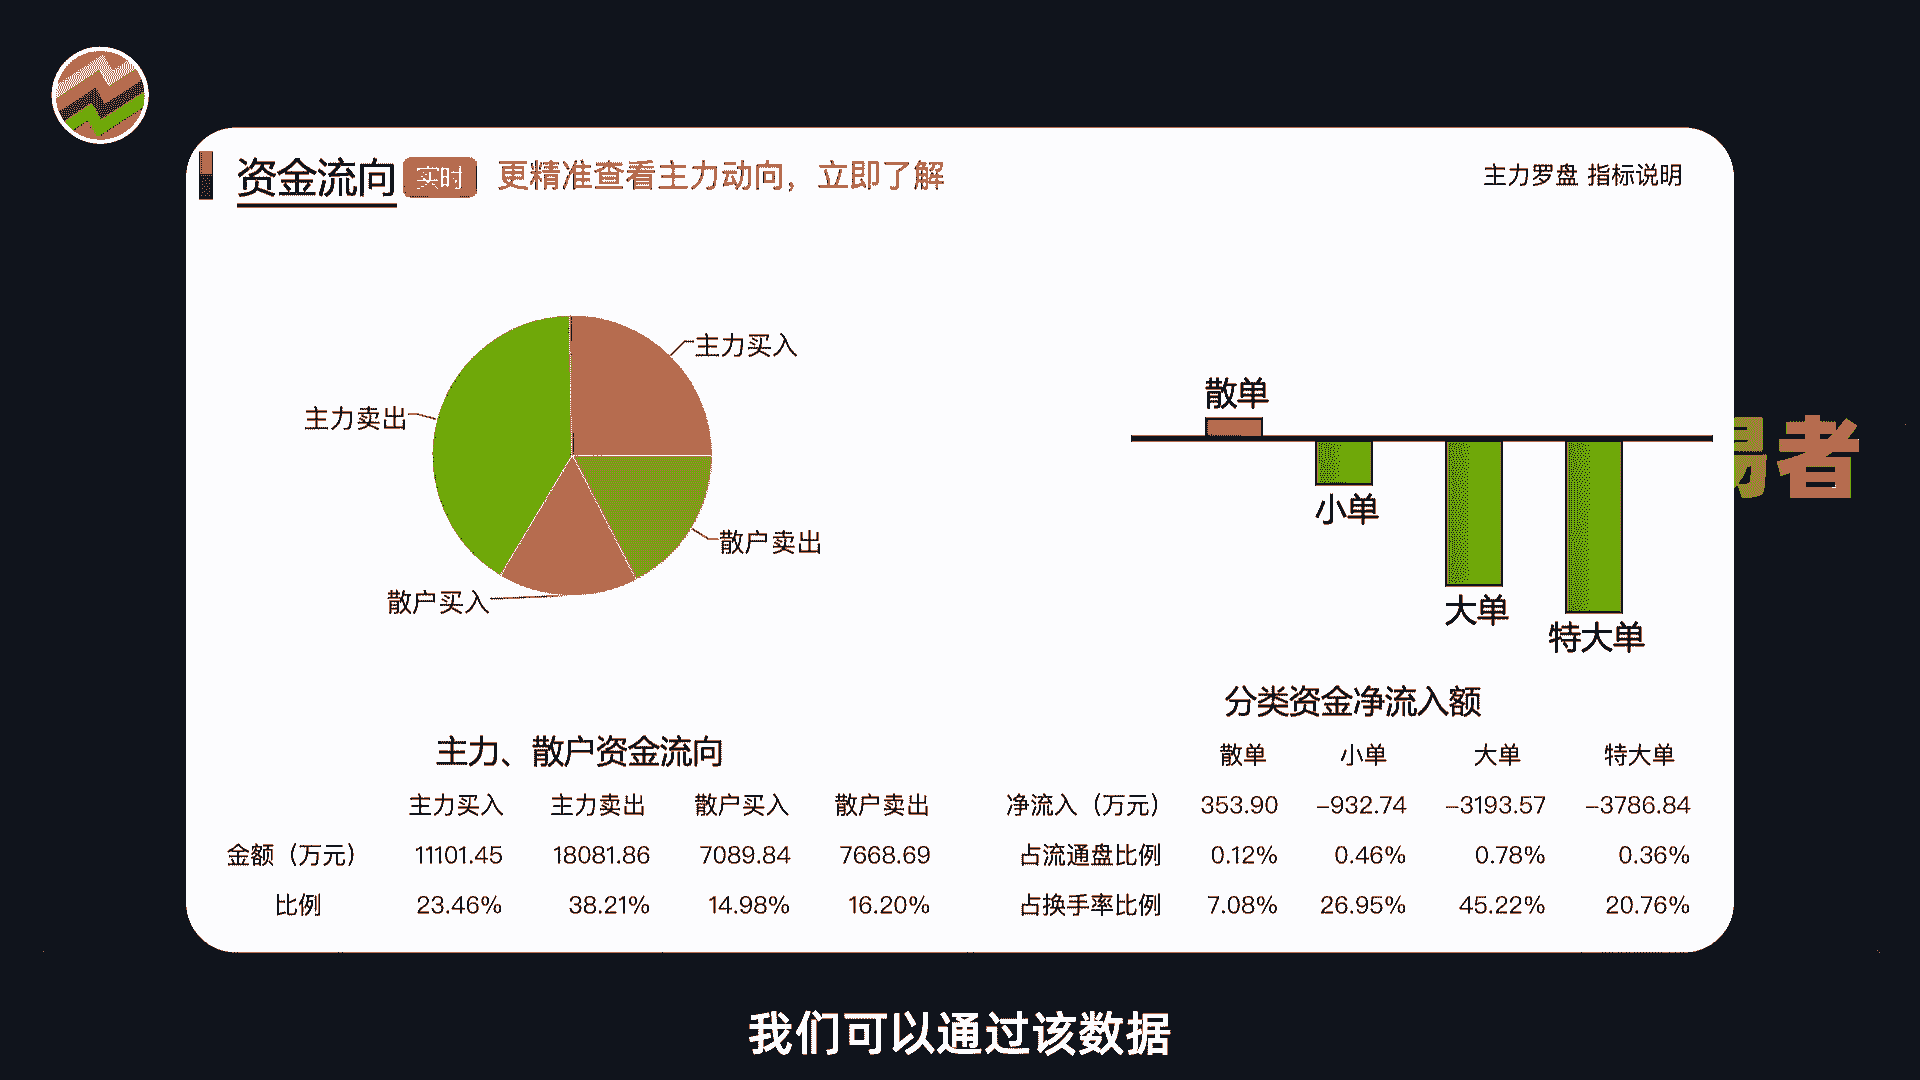 资金流向 实时 更精准查看主力动向，立即了解
主力罗盘 指标说明
主力买入
主力卖出
散户卖出
散户买入
散单
小单
大单
特大单
者
主力、散户资金流向
主力买入 主力卖出 散户买入 散户卖出
金额（万元） 11101.45 18081.86 7089.84 7668.69
比例 23.46% 38.21% 14.98% 16.20%
分类资金净流入额
散单 小单 大单 特大单
净流入（万元） 353.90 -932.74 -3193.57 -3786.84
占流通盘比例 0.12% 0.46% 0.78% 0.36%
占换手率比例 7.08% 26.95% 45.22% 20.76%
我们可以通过该数据